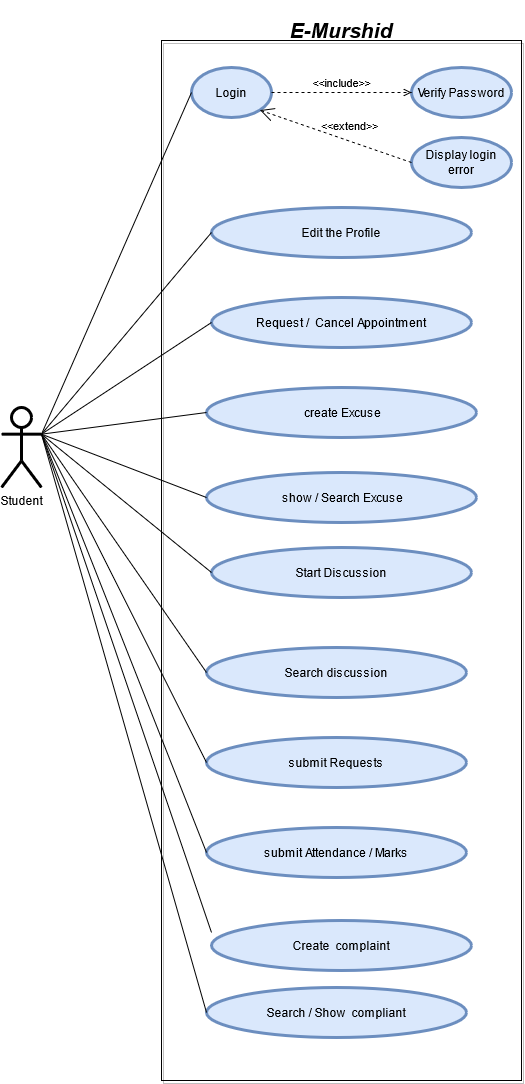 E-Murshid
Login
<<include>>
Verify Password
<<extend>>
Display login
error
Edit the Profile
Request / Cancel Appointment
create Excuse
Student
show / Search Excuse
Start Discussion
Search discussion
submit Requests
submit Attendance / Marks
Create complaint
Search / Show compliant